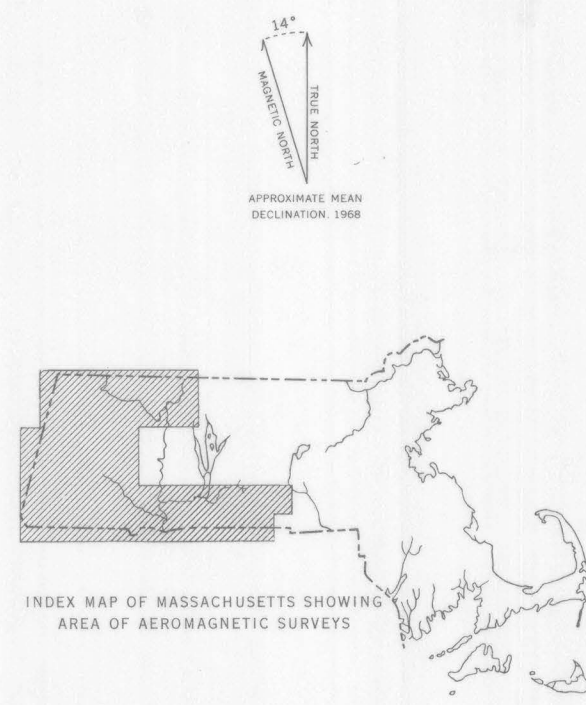 14°
MAGNETIC NORTH
TRUE NORTH
APPROXIMATE MEAN
DECLINATION, 1968
INDEX MAP OF MASSACHUSETTS SHOWING
AREA OF AEROMAGNETIC SURVEYS